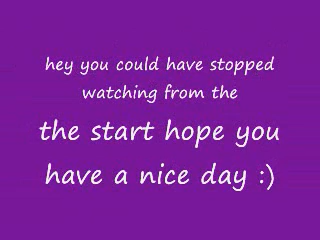 hey you could have stopped
watching from the
the start hope you
have a nice day :)